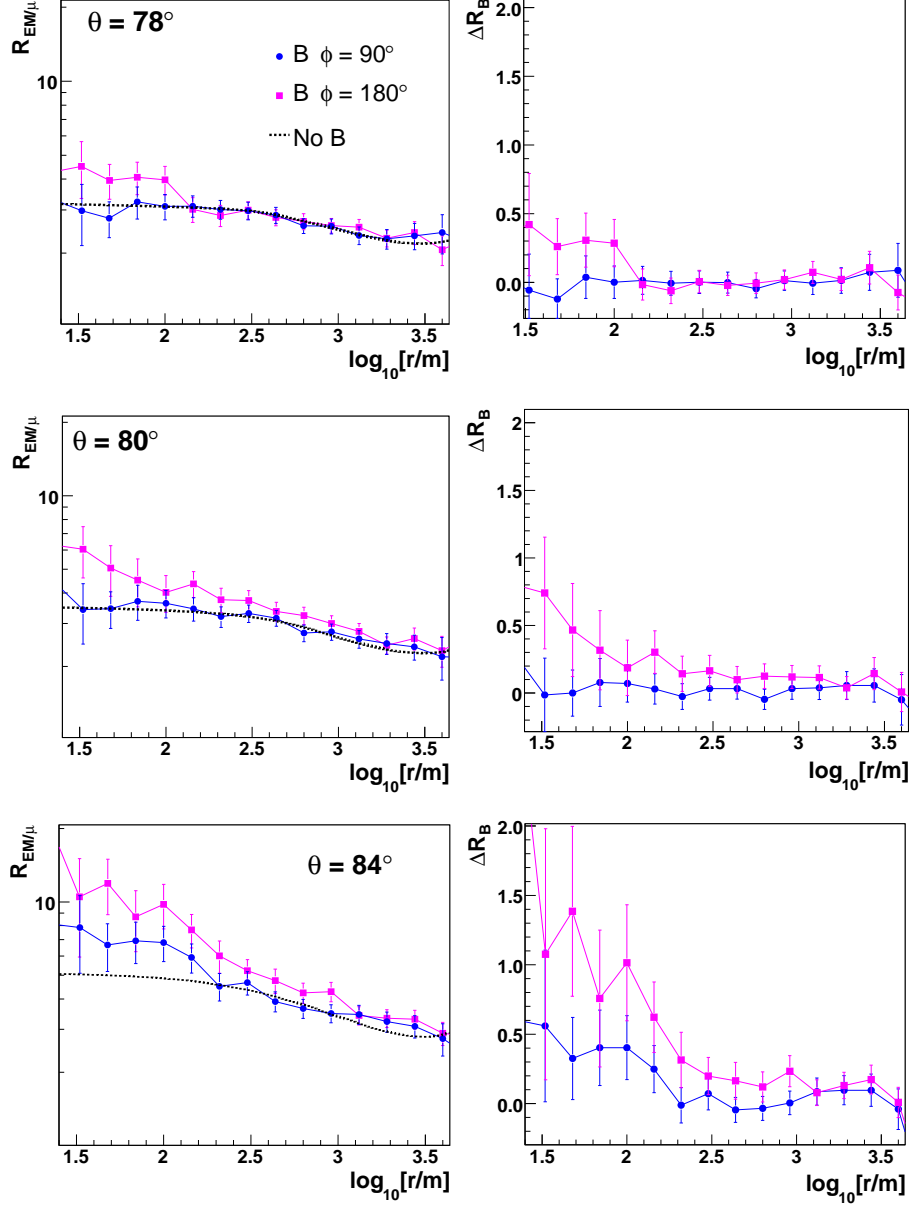 R_EM/μ
θ = 78°
10
B φ = 90°
B φ = 180°
No B
1.5 2 2.5 3 3.5
log₁₀[r/m]
ΔR_B
2.0
1.5
1.0
0.5
0.0
1.5 2 2.5 3 3.5
log₁₀[r/m]
R_EM/μ
θ = 80°
10
1.5 2 2.5 3 3.5
log₁₀[r/m]
ΔR_B
2
1.5
1
0.5
0
1.5 2 2.5 3 3.5
log₁₀[r/m]
R_EM/μ
θ = 84°
10
1.5 2 2.5 3 3.5
log₁₀[r/m]
ΔR_B
2.0
1.5
1.0
0.5
0.0
1.5 2 2.5 3 3.5
log₁₀[r/m]